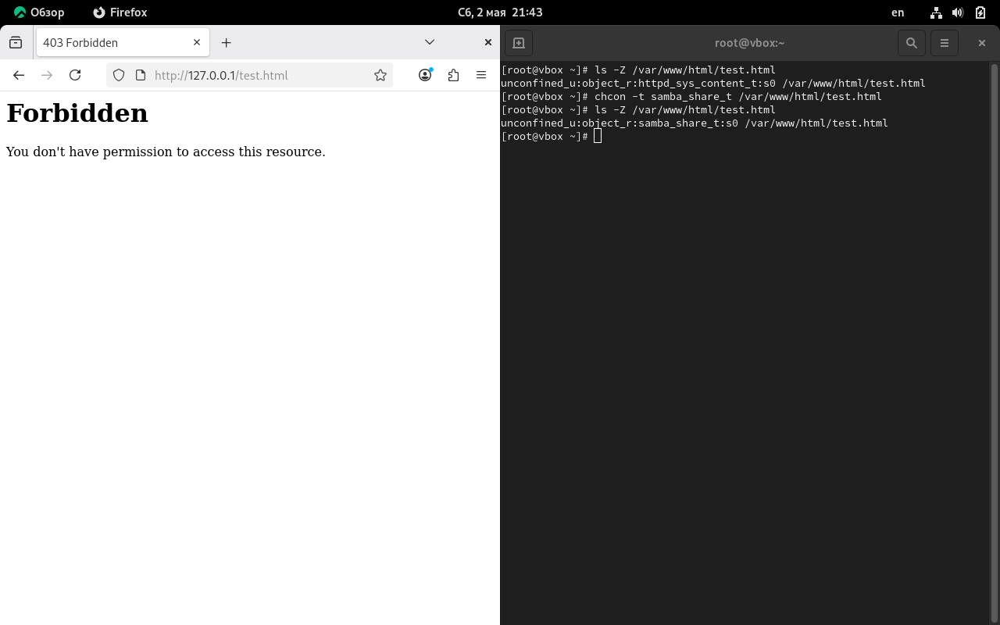 Обзор
Firefox
Сб, 2 мая 21:43
en
403 Forbidden
http://127.0.0.1/test.html
Forbidden
You don't have permission to access this resource.
root@vbox:~
[root@vbox ~]# ls -Z /var/www/html/test.html
unconfined_u:object_r:httpd_sys_content_t:s0 /var/www/html/test.html
[root@vbox ~]# chcon -t samba_share_t /var/www/html/test.html
[root@vbox ~]# ls -Z /var/www/html/test.html
unconfined_u:object_r:samba_share_t:s0 /var/www/html/test.html
[root@vbox ~]#